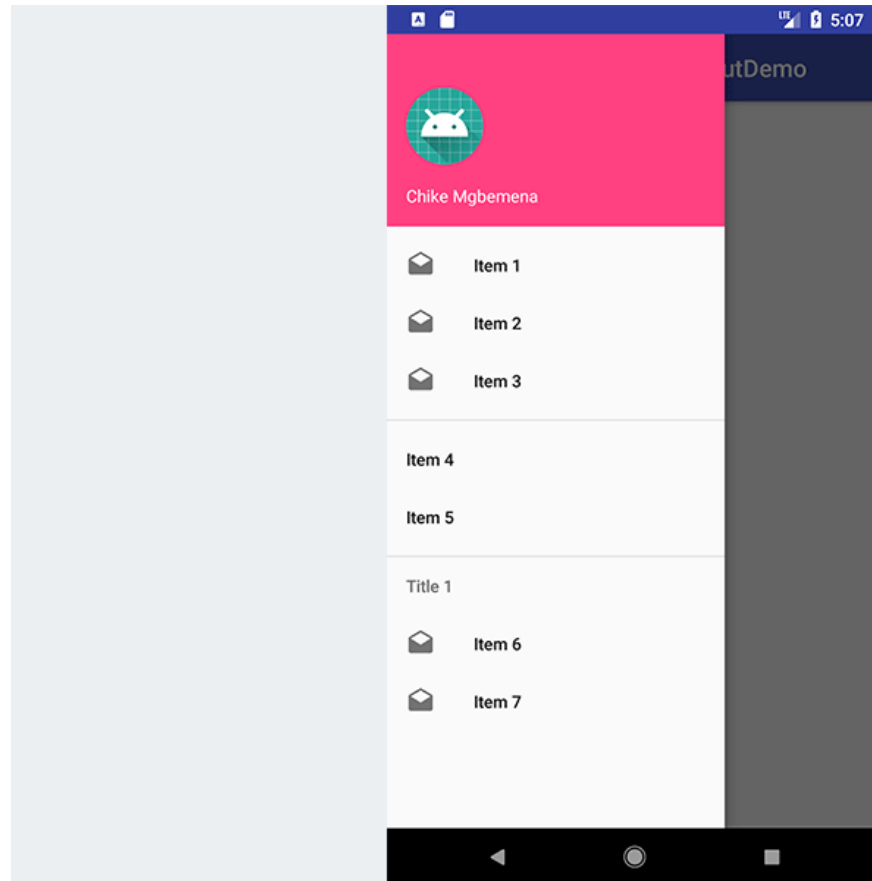 A
LTE 5:07
utDemo
Chike Mgbemena
Item 1
Item 2
Item 3
Item 4
Item 5
Title 1
Item 6
Item 7